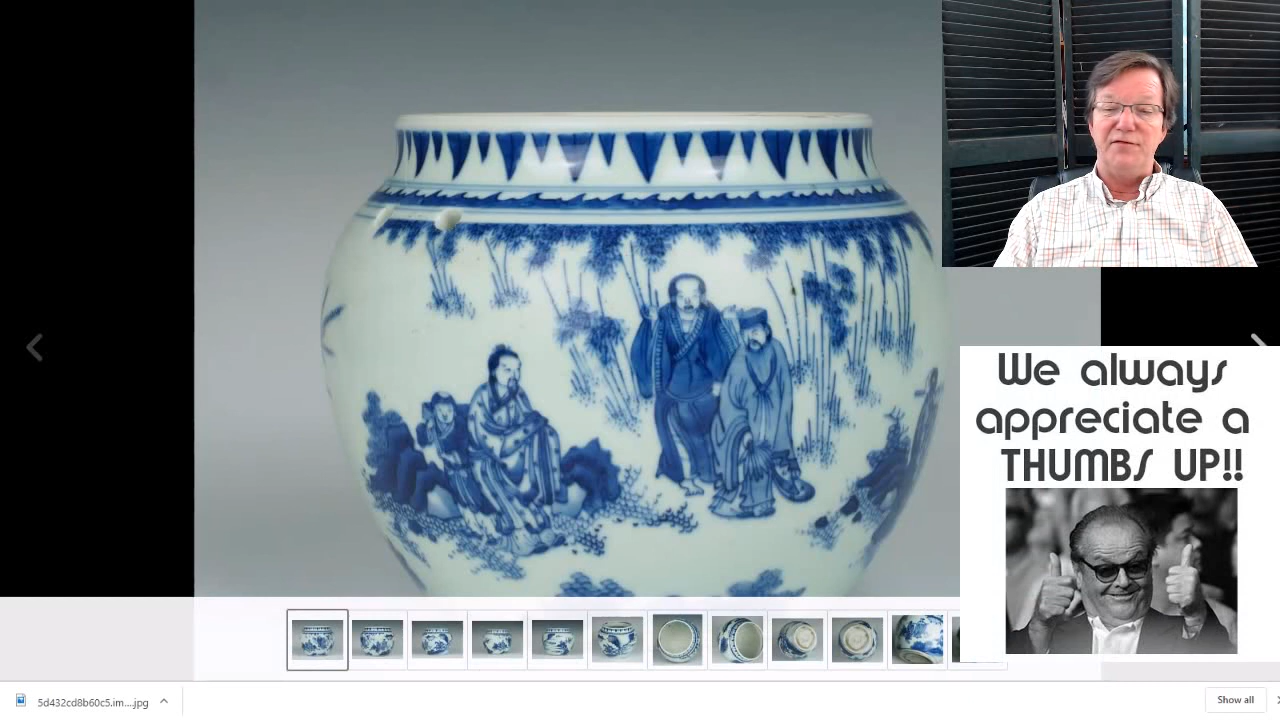 We always
appreciate a
THUMBS UP!!
5d432cd8b60c5.im....jpg
Show all